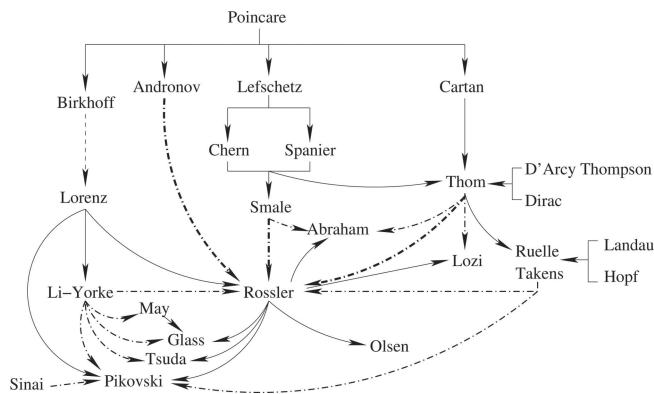 Poincare
Birkhoff
Andronov
Lefschetz
Cartan
Chern
Spanier
Lorenz
Smale
Thom
D'Arcy Thompson
Dirac
Abraham
Lozi
Ruelle
Takens
Landau
Hopf
Li–Yorke
Rossler
May
Glass
Tsuda
Olsen
Sinai
Pikovski